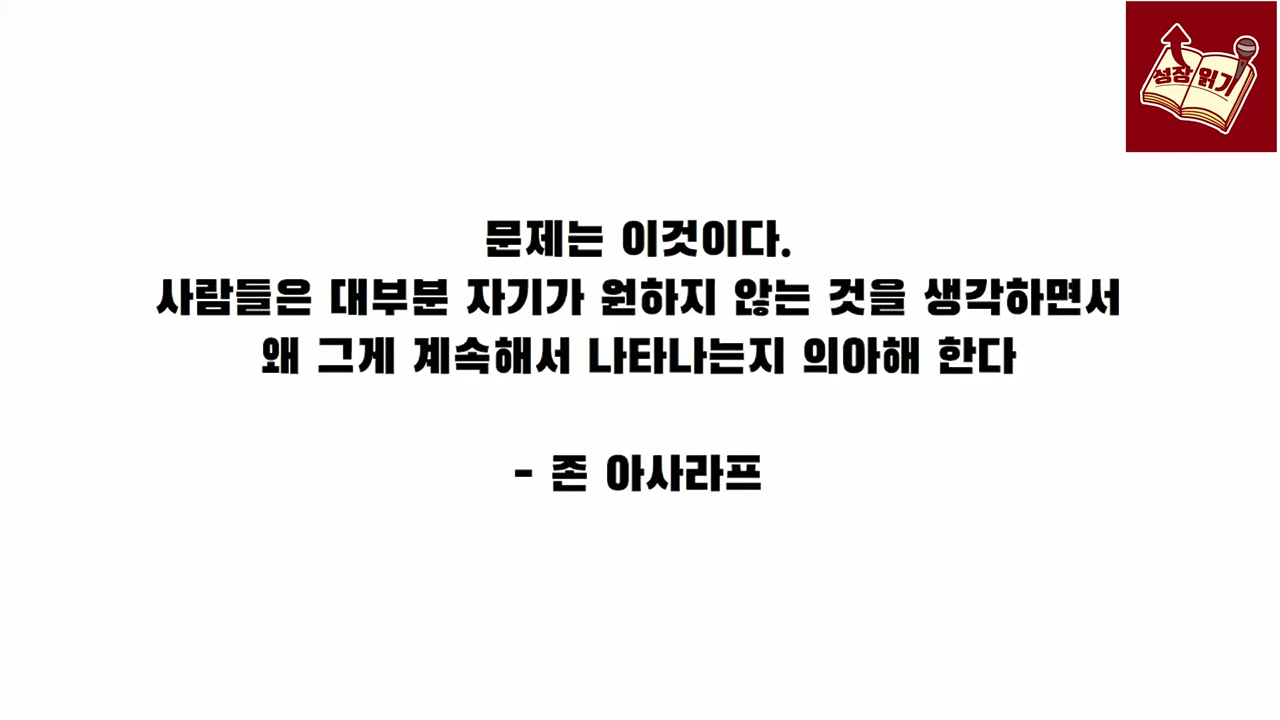 성장 읽기
문제는 이것이다.
사람들은 대부분 자기가 원하지 않는 것을 생각하면서
왜 그게 계속해서 나타나는지 의아해 한다
- 존 아사라프